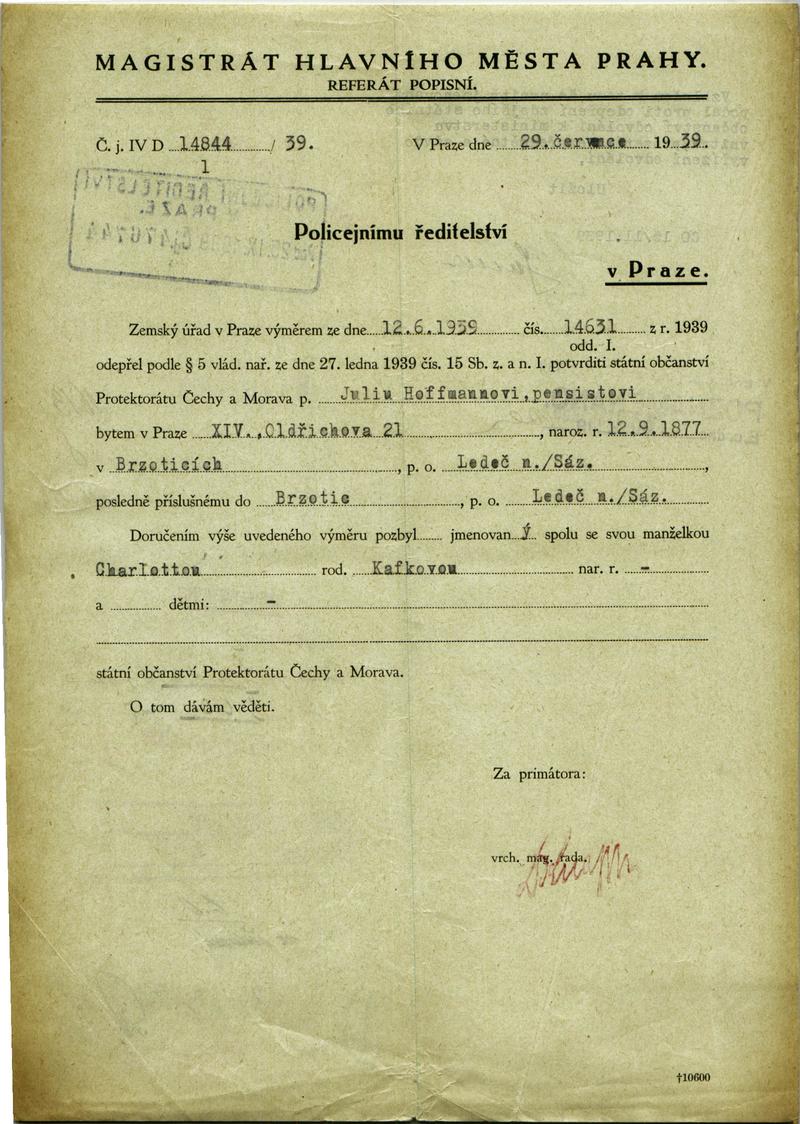 MAGISTRÁT HLAVNÍHO MĚSTA PRAHY.
REFERÁT POPISNÍ.
Č. j. IV D 14844 / 39.
1
V Praze dne 29. července 1939.
Policejnímu ředitelství
v Praze.
Zemský úřad v Praze výměrem ze dne 12.6.1939 čís. 14631 z r. 1939
odd. I.
odepřel podle § 5 vlád. nař. ze dne 27. ledna 1939 čís. 15 Sb. z. a n. I. potvrditi státní občanství
Protektorátu Čechy a Morava p. Juliu Hoffmannovi, pensistovi
bytem v Praze XIV., Oldřichova 21, naroz. r. 12.9.1877
v Brzoticích, p. o. Ledeč n./Sáz.,
posledně příslušnému do Brzotic, p. o. Ledeč n./Sáz.
Doručením výše uvedeného výměru pozbyl jmenovaný spolu se svou manželkou
Charlottou rod. Kafkovou nar. r. -
a dětmi: -
státní občanství Protektorátu Čechy a Morava.
O tom dávám věděti.
Za primátora:
vrch. mag. rada.
†10600